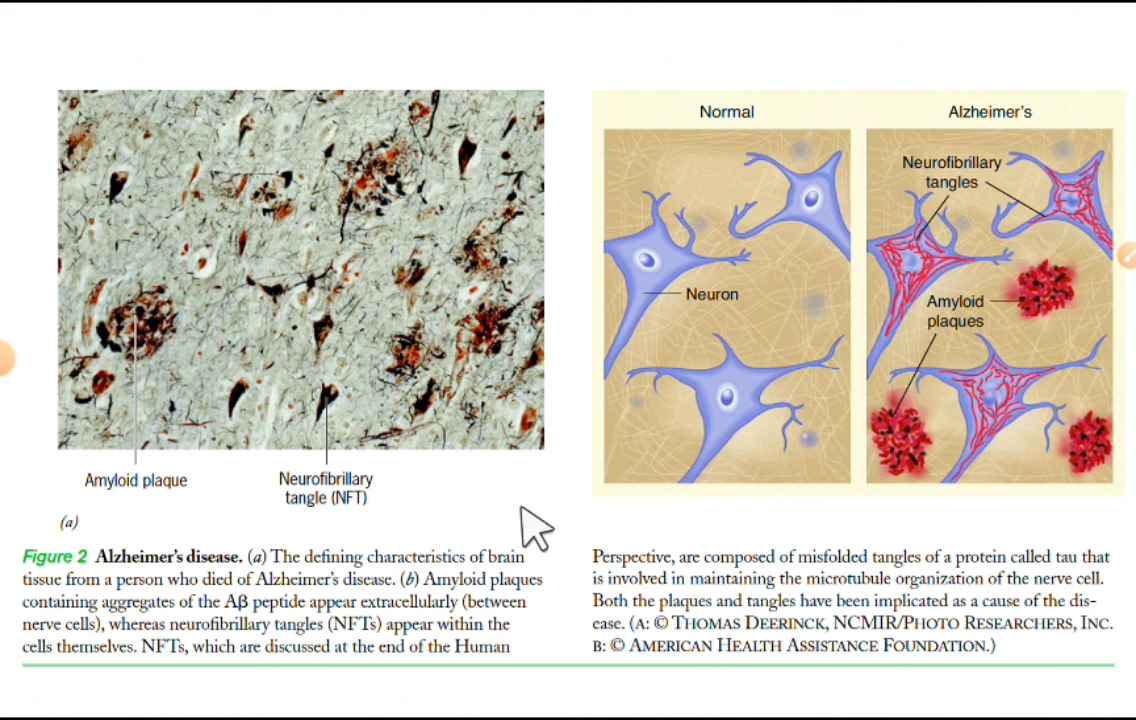 Normal
Alzheimer's
Neurofibrillary
tangles
Neuron
Amyloid
plaques
Amyloid plaque
Neurofibrillary
tangle (NFT)
(a)
Figure 2 Alzheimer's disease. (a) The defining characteristics of brain
tissue from a person who died of Alzheimer's disease. (b) Amyloid plaques
containing aggregates of the Aβ peptide appear extracellularly (between
nerve cells), whereas neurofibrillary tangles (NFTs) appear within the
cells themselves. NFTs, which are discussed at the end of the Human
Perspective, are composed of misfolded tangles of a protein called tau that
is involved in maintaining the microtubule organization of the nerve cell.
Both the plaques and tangles have been implicated as a cause of the dis-
ease. (A: © THOMAS DEERINCK, NCMIR/PHOTO RESEARCHERS, INC.
B: © AMERICAN HEALTH ASSISTANCE FOUNDATION.)